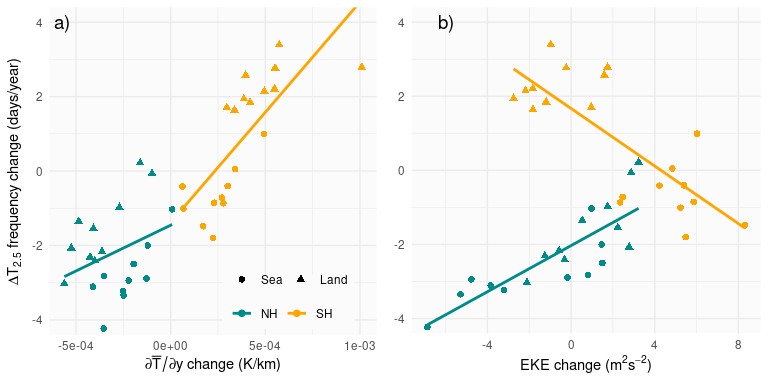 a)
b)
ΔT2.5 frequency change (days/year)
4
2
0
-2
-4
4
2
0
-2
-4
Sea Land
NH SH
-5e-04 0e+00 5e-04 1e-03
-4 0 4 8
∂T̅/∂y change (K/km)
EKE change (m²s⁻²)